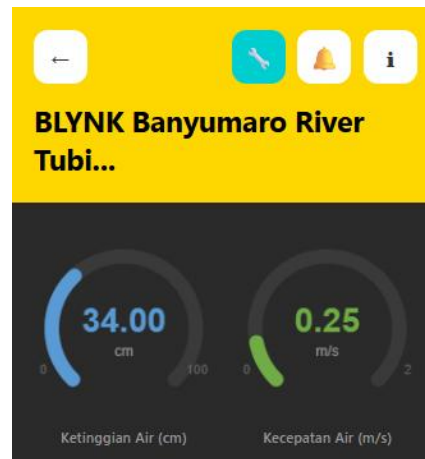 ←
i
BLYNK Banyumaro River
Tubi...
34.00
cm
0
100
0.25
m/s
0
2
Ketinggian Air (cm)
Kecepatan Air (m/s)